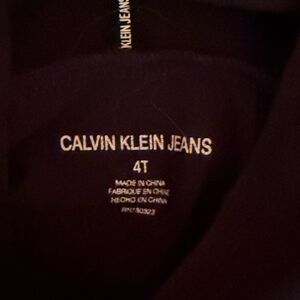 KLEIN JEANS
CALVIN KLEIN JEANS
4T
MADE IN CHINA
FABRIQUÉ EN CHINE
HECHO EN CHINA